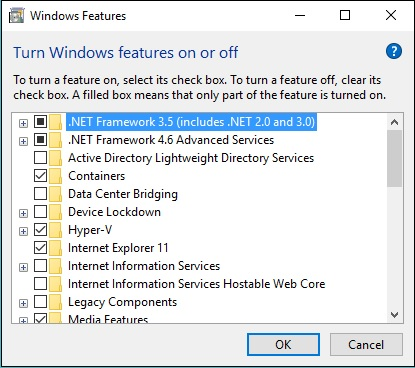 Windows Features
Turn Windows features on or off
To turn a feature on, select its check box. To turn a feature off, clear its
check box. A filled box means that only part of the feature is turned on.
.NET Framework 3.5 (includes .NET 2.0 and 3.0)
.NET Framework 4.6 Advanced Services
Active Directory Lightweight Directory Services
Containers
Data Center Bridging
Device Lockdown
Hyper-V
Internet Explorer 11
Internet Information Services
Internet Information Services Hostable Web Core
Legacy Components
Media Features
OK
Cancel